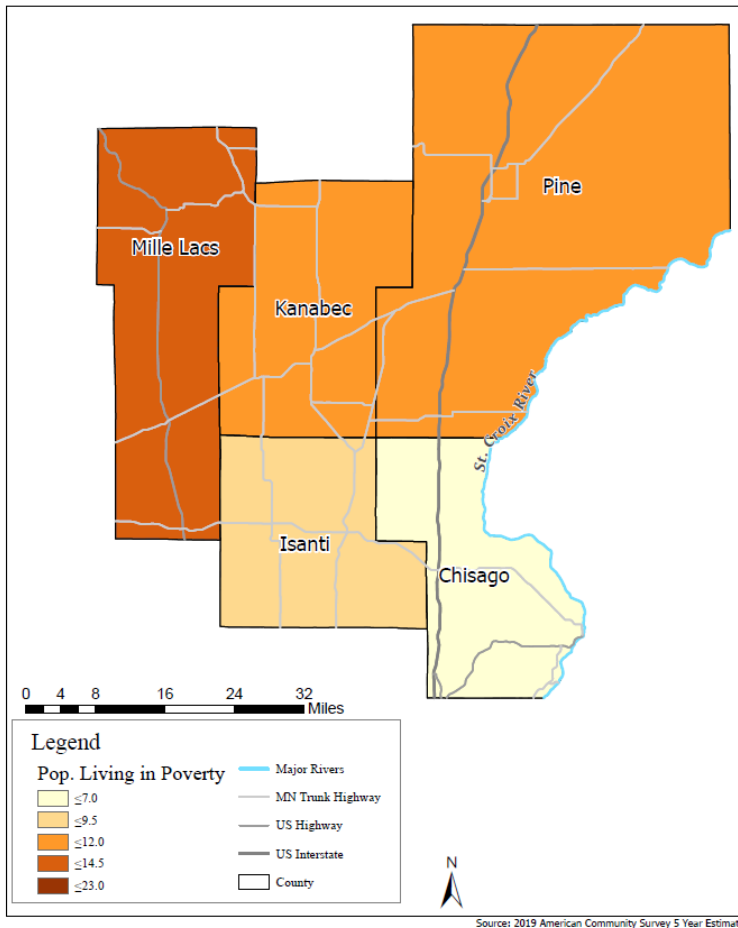 Pine
Mille Lacs
Kanabec
St. Croix River
Isanti
Chisago
0 4 8 16 24 32
Miles
Legend
Pop. Living in Poverty
≤7.0
≤9.5
≤12.0
≤14.5
≤23.0
Major Rivers
MN Trunk Highway
US Highway
US Interstate
County
N
Source: 2019 American Community Survey 5 Year Estimat